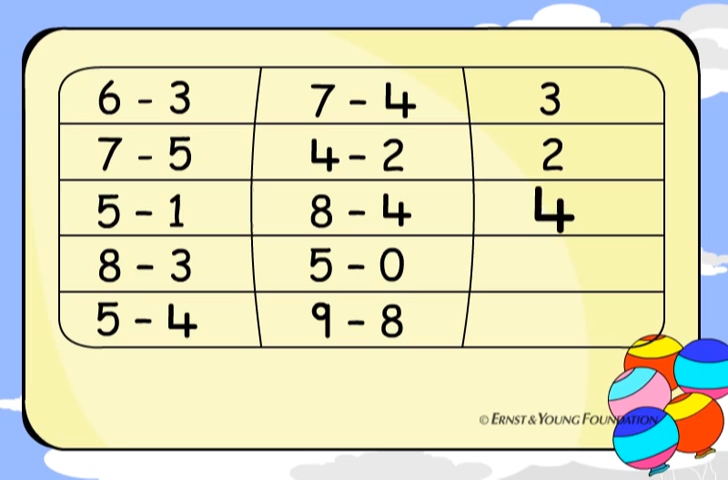 6 - 3 7 - 4 3
7 - 5 4 - 2 2
5 - 1 8 - 4 4
8 - 3 5 - 0
5 - 4 9 - 8
© ERNST & YOUNG FOUNDATION